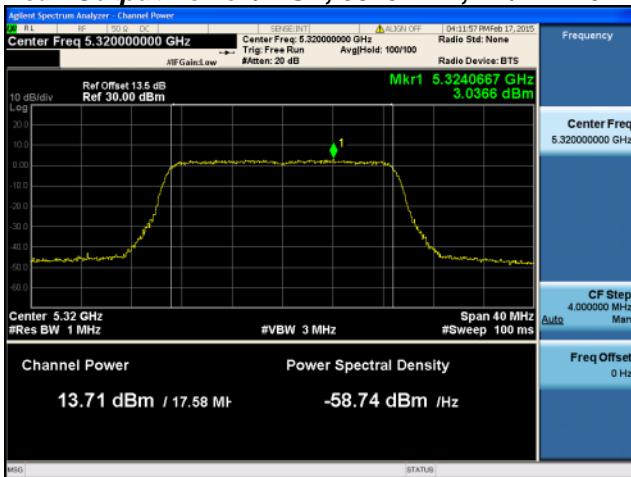 Agilent Spectrum Analyzer - Channel Power
RL RF 50 Ω DC SENSE:INT ALIGN OFF 04:11:57 PM Feb 17, 2015
Center Freq 5.320000000 GHz Center Freq: 5.320000000 GHz Radio Std: None Frequency
Trig: Free Run Avg|Hold: 100/100
#IFGain:Low #Atten: 20 dB Radio Device: BTS
Ref Offset 13.5 dB Mkr1 5.3240667 GHz
10 dB/div Ref 30.00 dBm 3.0366 dBm
Log
20.0
10.0 1
0.00
-10.0
-20.0
-30.0
-40.0
-50.0
-60.0
Center Freq
5.320000000 GHz
Center 5.32 GHz Span 40 MHz
#Res BW 1 MHz #VBW 3 MHz #Sweep 100 ms
CF Step
4.000000 MHz
Auto Man
Channel Power Power Spectral Density
13.71 dBm / 17.58 MH -58.74 dBm /Hz
Freq Offset
0 Hz
MSG STATUS